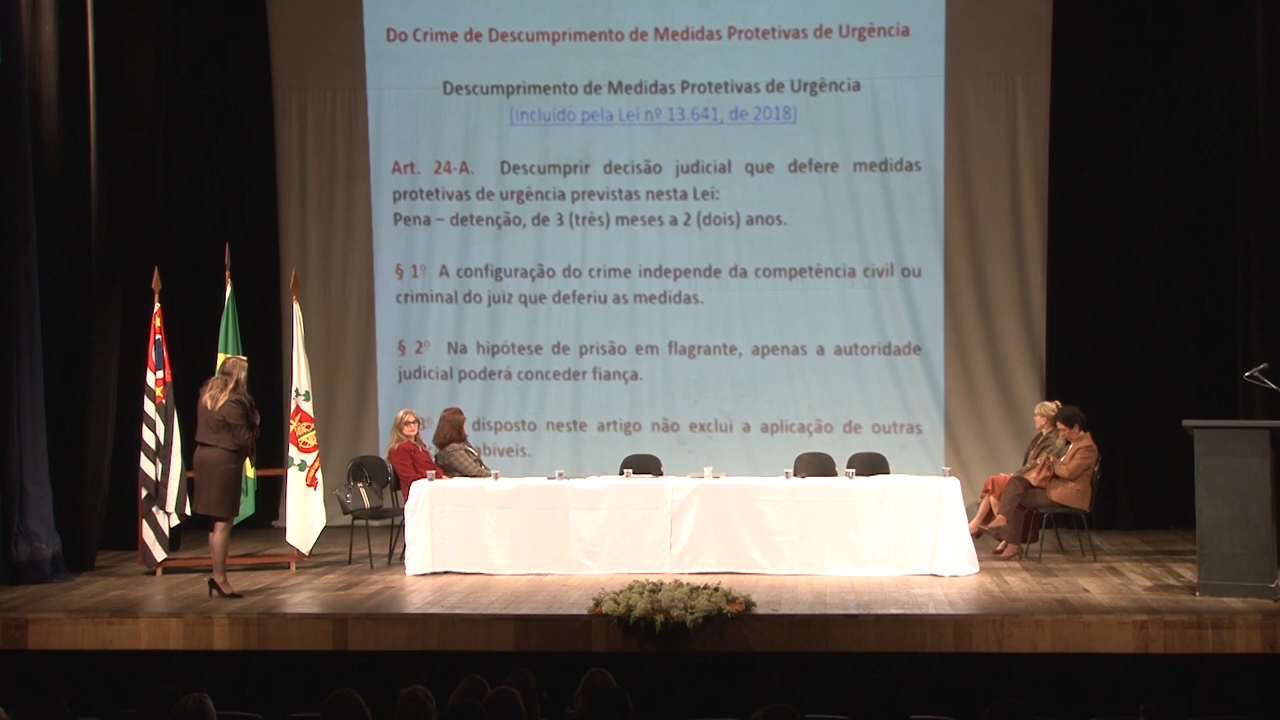 Do Crime de Descumprimento de Medidas Protetivas de Urgência
Descumprimento de Medidas Protetivas de Urgência
(Incluído pela Lei nº 13.641, de 2018)
Art. 24-A. Descumprir decisão judicial que defere medidas
protetivas de urgência previstas nesta Lei:
Pena – detenção, de 3 (três) meses a 2 (dois) anos.
§ 1º A configuração do crime independe da competência civil ou
criminal do juiz que deferiu as medidas.
§ 2º Na hipótese de prisão em flagrante, apenas a autoridade
judicial poderá conceder fiança.
disposto neste artigo não exclui a aplicação de outras